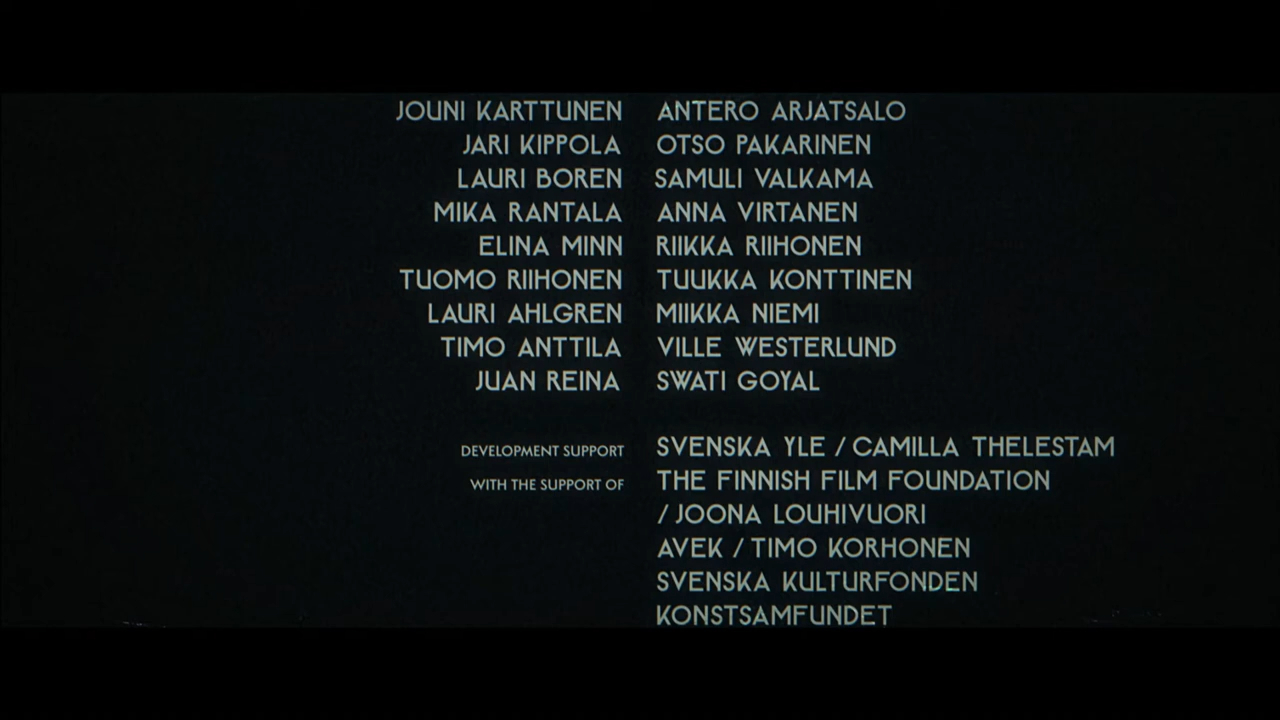 JOUNI KARTTUNEN ANTERO ARJATSALO
JARI KIPPOLA OTSO PAKARINEN
LAURI BOREN SAMULI VALKAMA
MIKA RANTALA ANNA VIRTANEN
ELINA MINN RIIKKA RIIHONEN
TUOMO RIIHONEN TUUKKA KONTTINEN
LAURI AHLGREN MIIKKA NIEMI
TIMO ANTTILA VILLE WESTERLUND
JUAN REINA SWATI GOYAL
DEVELOPMENT SUPPORT SVENSKA YLE / CAMILLA THELESTAM
WITH THE SUPPORT OF THE FINNISH FILM FOUNDATION
/ JOONA LOUHIVUORI
AVEK / TIMO KORHONEN
SVENSKA KULTURFONDEN
KONSTSAMFUNDET